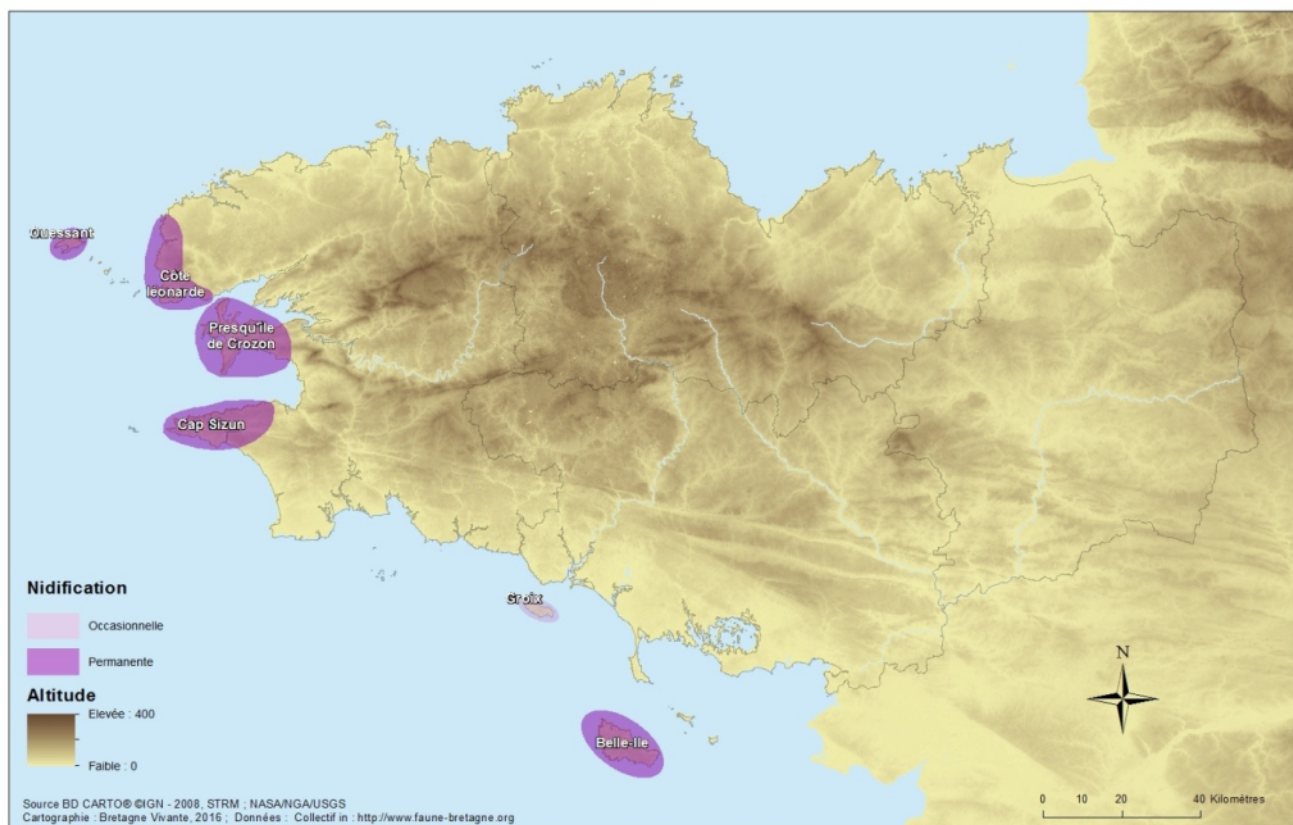 Ouessant
Côte
leonarde
Presqu'île
de Crozon
Cap Sizun
Groix
Belle-Ile
Nidification
Occasionnelle
Permanente
Altitude
Elevée : 400
Faible : 0
N
0 10 20 40 Kilomètres
Source BD CARTO® ©IGN - 2008, STRM ; NASA/NGA/USGS
Cartographie : Bretagne Vivante, 2016 ; Données : Collectif in : http://www.faune-bretagne.org